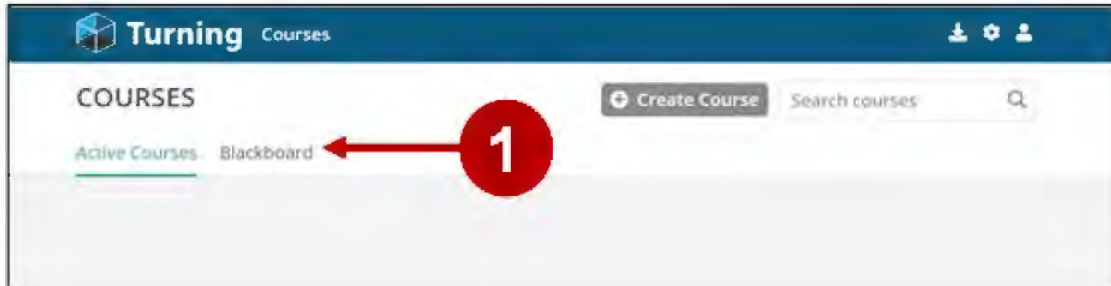 Turning Courses
COURSES
Create Course
Search courses
Active Courses Blackboard
1